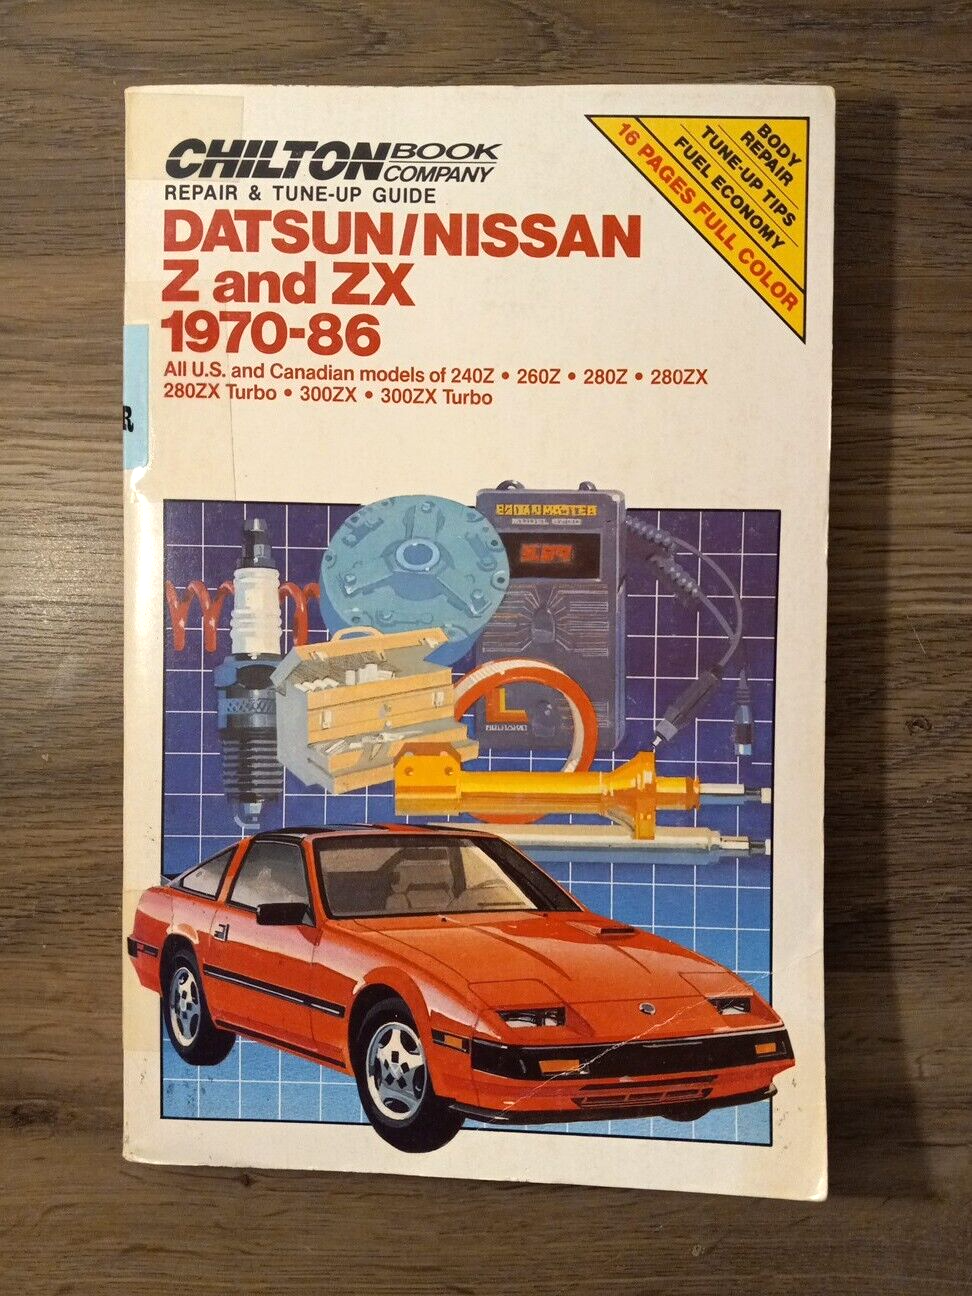 CHILTON BOOK COMPANY
REPAIR & TUNE-UP GUIDE
DATSUN/NISSAN
Z and ZX
1970-86
All U.S. and Canadian models of 240Z • 260Z • 280Z • 280ZX
280ZX Turbo • 300ZX • 300ZX Turbo
BODY
REPAIR
TUNE-UP TIPS
FUEL ECONOMY
16 PAGES FULL COLOR
R